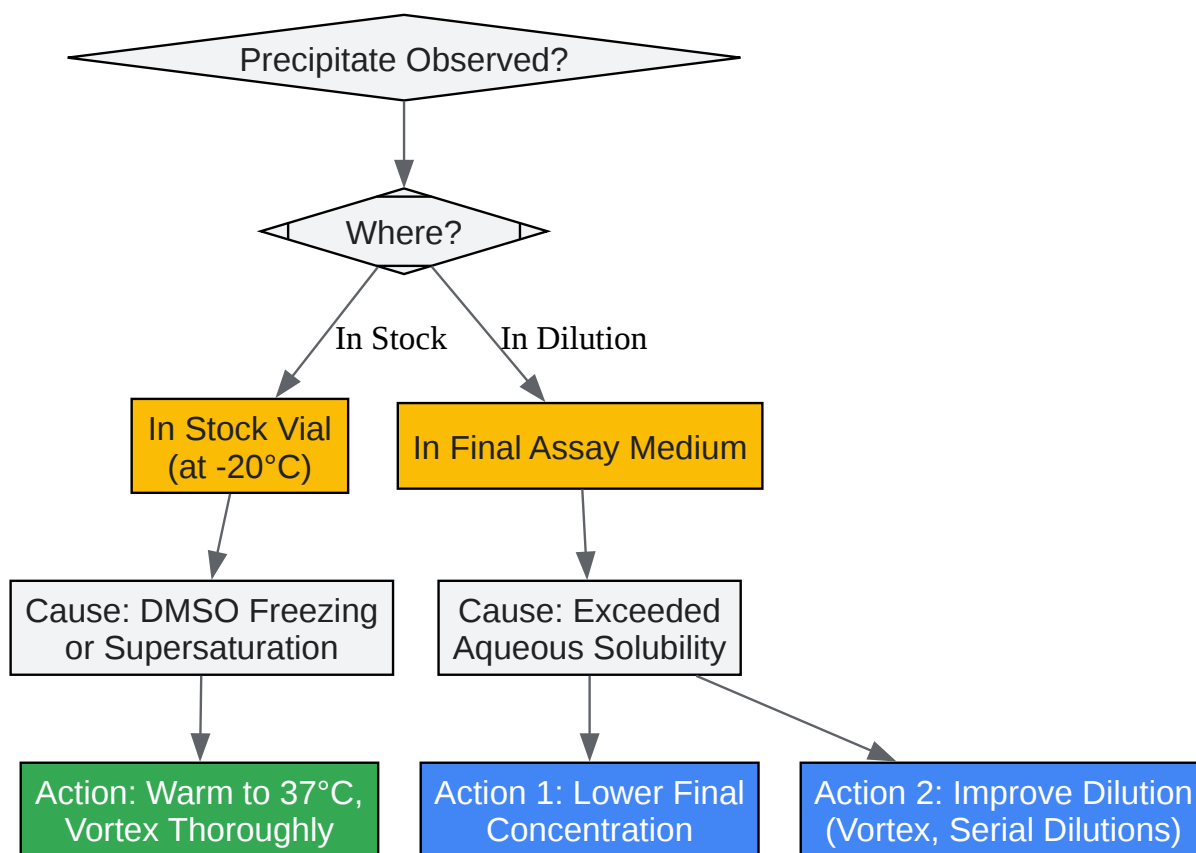 Precipitate Observed?
Where?
In Stock
In Dilution
In Stock Vial
(at -20°C)
In Final Assay Medium
Cause: DMSO Freezing
or Supersaturation
Cause: Exceeded
Aqueous Solubility
Action: Warm to 37°C,
Vortex Thoroughly
Action 1: Lower Final
Concentration
Action 2: Improve Dilution
(Vortex, Serial Dilutions)